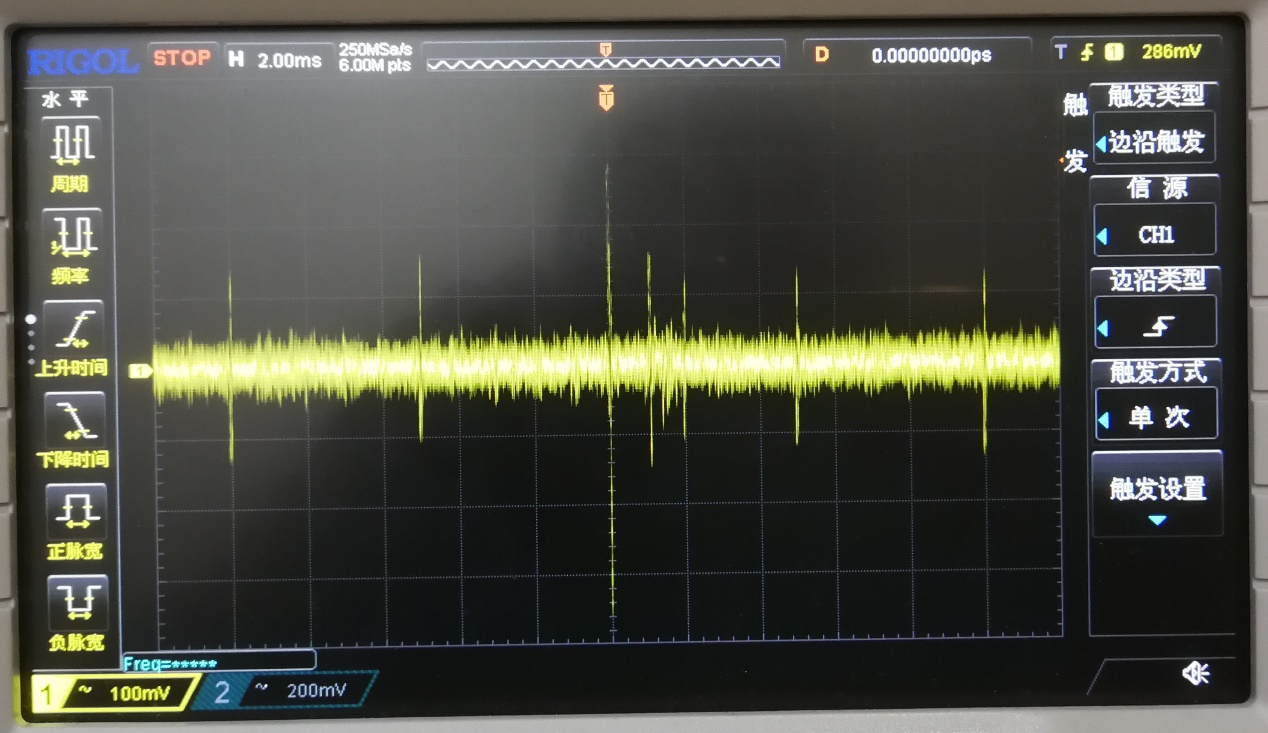 RIGOL STOP H 2.00ms 250MSa/s 6.00M pts D 0.00000000ps T 1 286mV
水平
周期
频率
上升时间
下降时间
正脉宽
负脉宽
T
1
触发
触发类型
边沿触发
信源
CH1
边沿类型
触发方式
单次
触发设置
Freq=*****
1 ~ 100mV 2 ~ 200mV